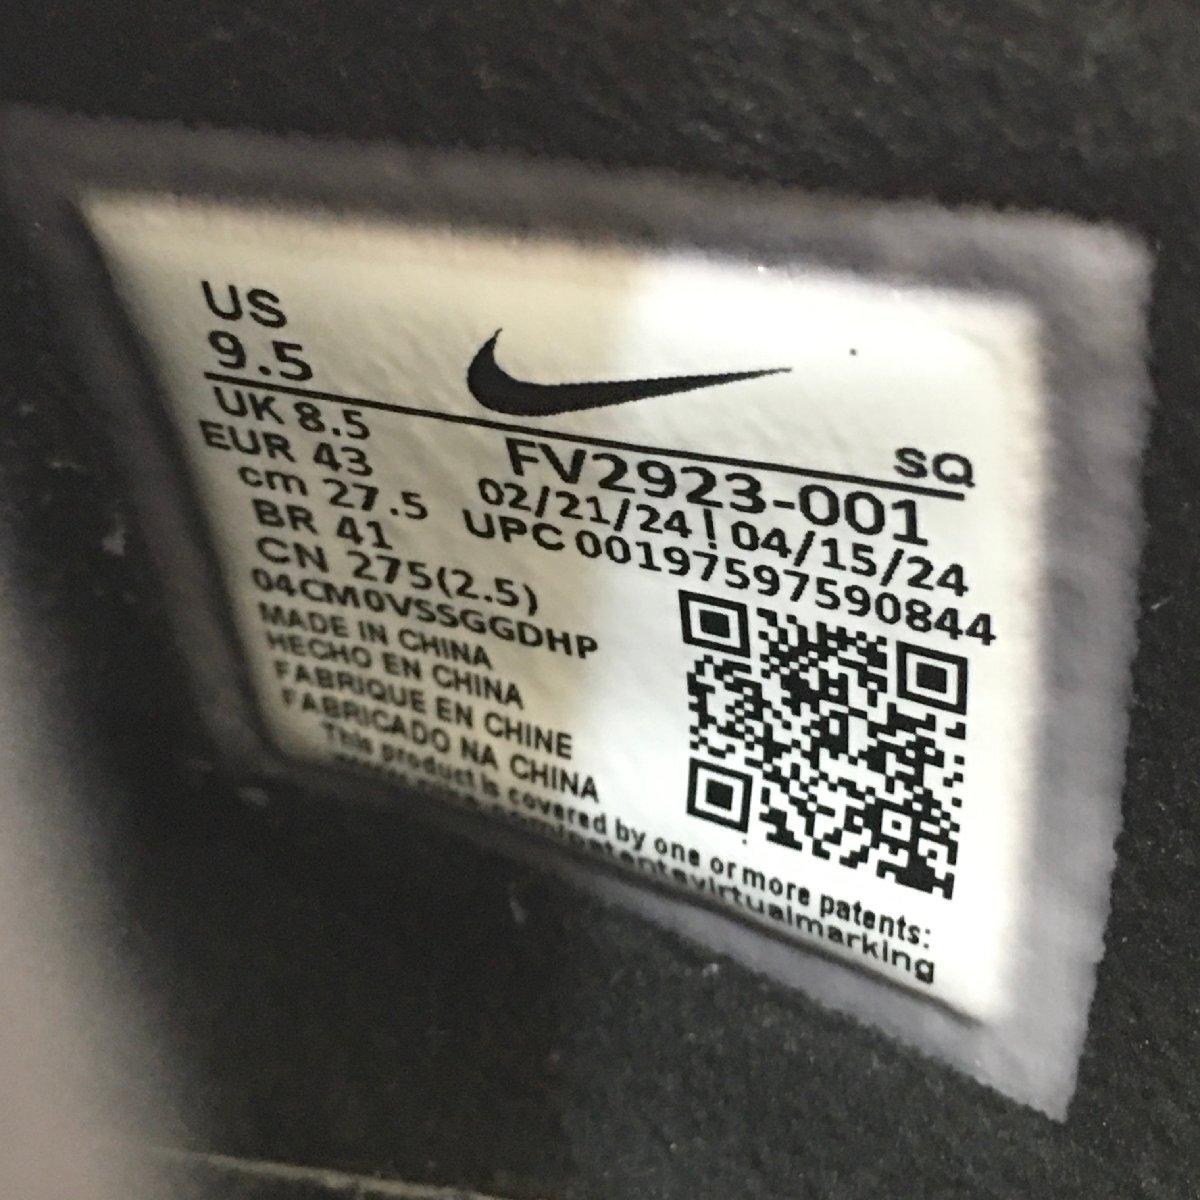 US
9.5
SQ
UK 8.5
EUR 43
cm 27.5
BR 41
CN 275(2.5)
FV2923-001
02/21/24 | 04/15/24
UPC 00197597590844
04CM0VSSGGDHP
MADE IN CHINA
HECHO EN CHINA
FABRIQUE EN CHINE
FABRICADO NA CHINA
This product is covered by one or more patents:
patentsvirtualmarking